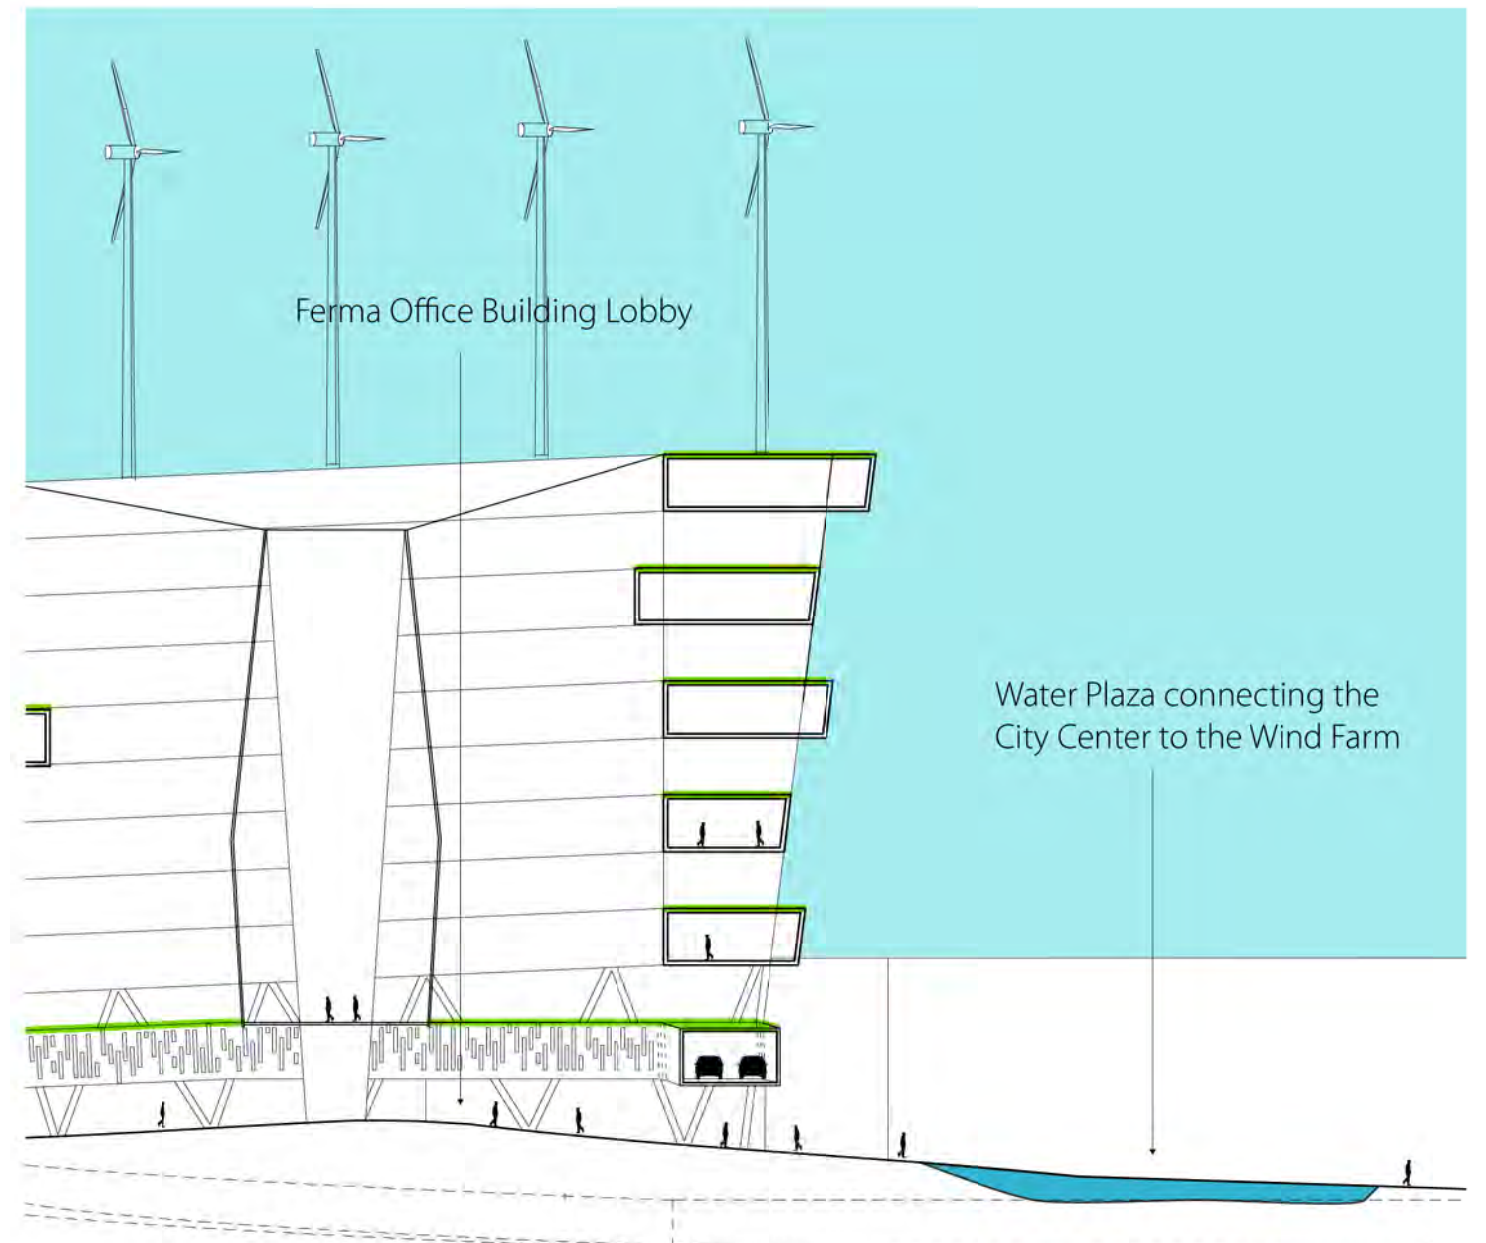 Ferma Office Building Lobby
Water Plaza connecting the
City Center to the Wind Farm